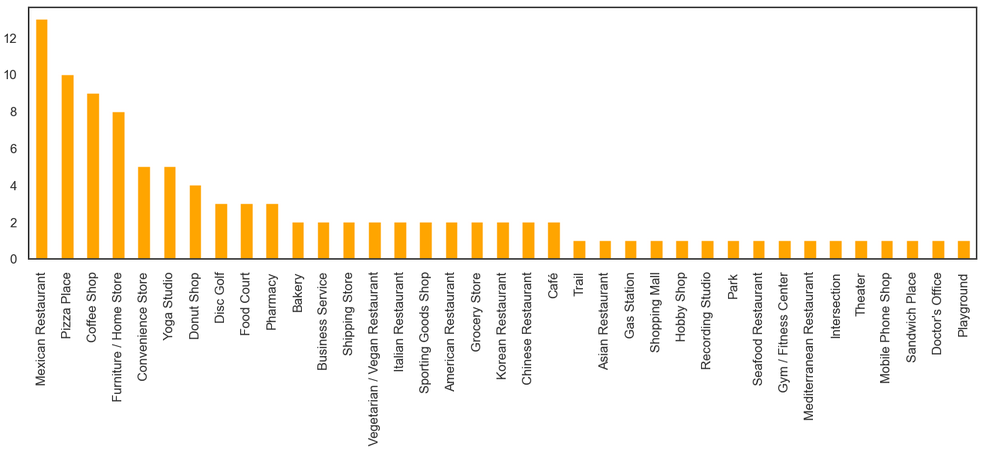 12
10
8
6
4
2
0
Mexican Restaurant
Pizza Place
Coffee Shop
Furniture / Home Store
Convenience Store
Yoga Studio
Donut Shop
Disc Golf
Food Court
Pharmacy
Bakery
Business Service
Shipping Store
Vegetarian / Vegan Restaurant
Italian Restaurant
Sporting Goods Shop
American Restaurant
Grocery Store
Korean Restaurant
Chinese Restaurant
Café
Trail
Asian Restaurant
Gas Station
Shopping Mall
Hobby Shop
Recording Studio
Park
Seafood Restaurant
Gym / Fitness Center
Mediterranean Restaurant
Intersection
Theater
Mobile Phone Shop
Sandwich Place
Doctor's Office
Playground